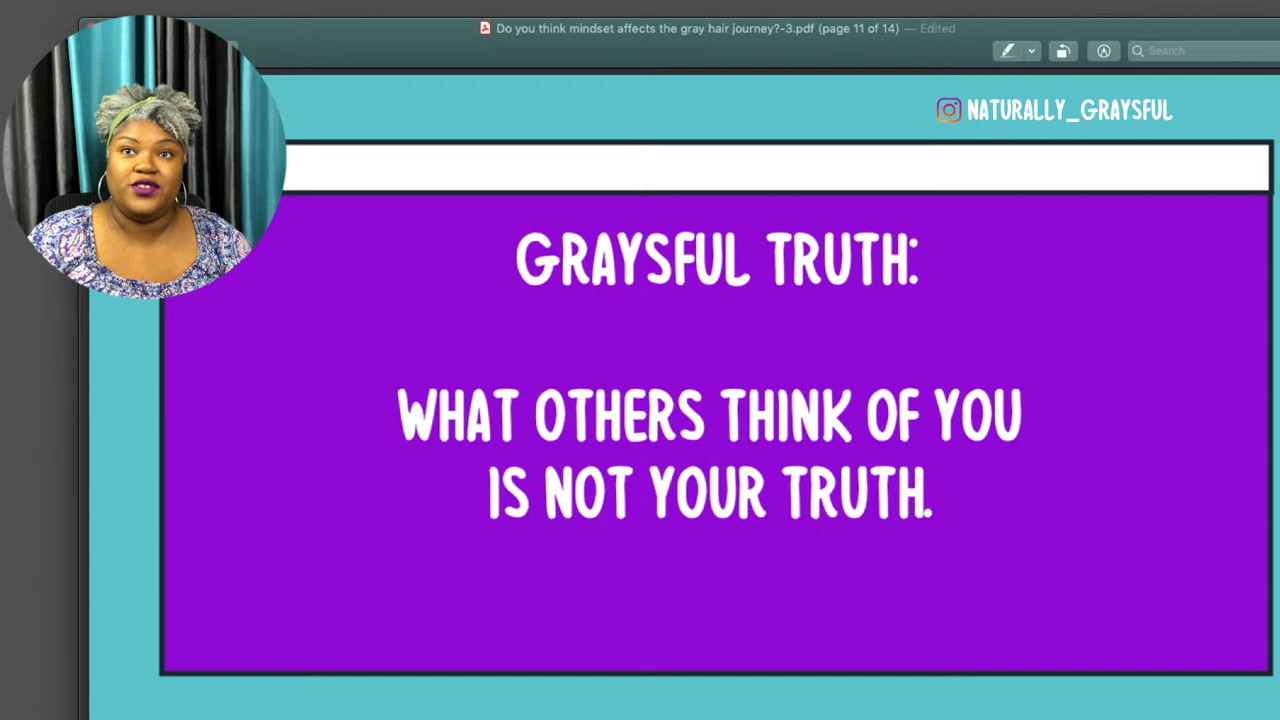 Do you think mindset affects the gray hair journey?-3.pdf (page 11 of 14) — Edited
Search
NATURALLY_GRAYSFUL
GRAYSFUL TRUTH:
WHAT OTHERS THINK OF YOU
IS NOT YOUR TRUTH.